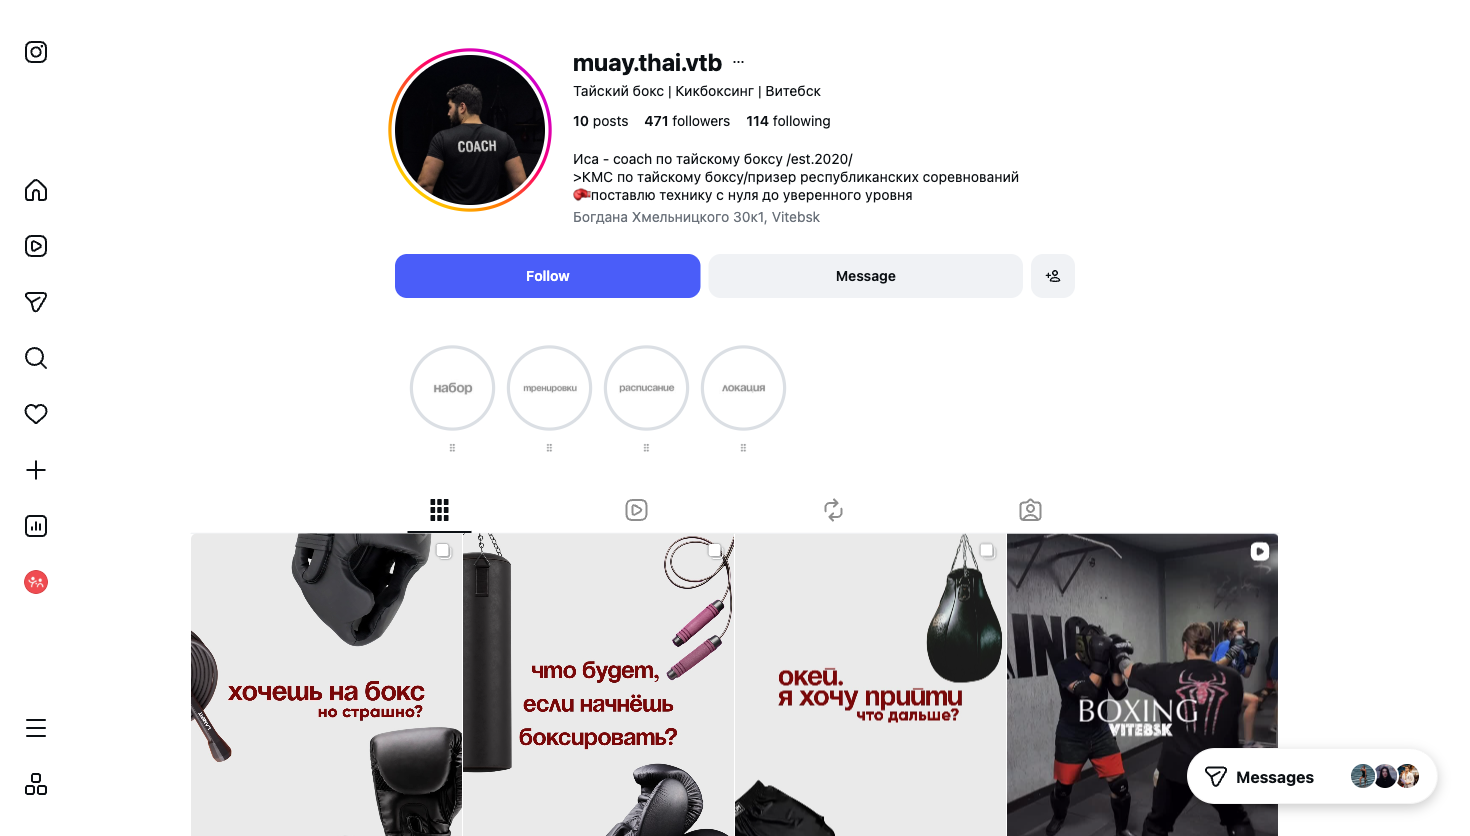 muay.thai.vtb ...
Тайский бокс | Кикбоксинг | Витебск
10 posts 471 followers 114 following
COACH
Иса - coach по тайскому боксу /est.2020/
>КМС по тайскому боксу/призер республиканских соревнований
🥊поставлю технику с нуля до уверенного уровня
Богдана Хмельницкого 30к1, Vitebsk
Follow
Message
набор
тренировки
расписание
локация
хочешь на бокс
но страшно?
что будет,
если начнёшь
боксировать?
окей.
я хочу прийти
что дальше?
BOXING
VITEBSK
Messages